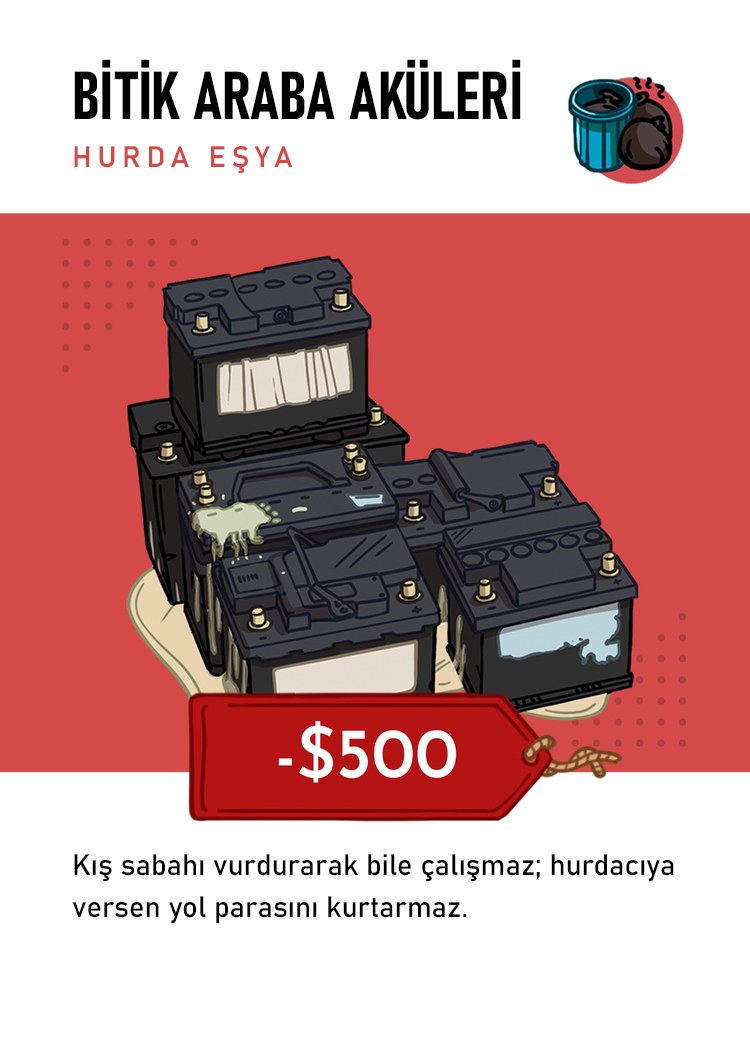 BİTİK ARABA AKÜLERİ
HURDA EŞYA
-$500
Kış sabahı vurdurarak bile çalışmaz; hurdacıya
versen yol parasını kurtarmaz.